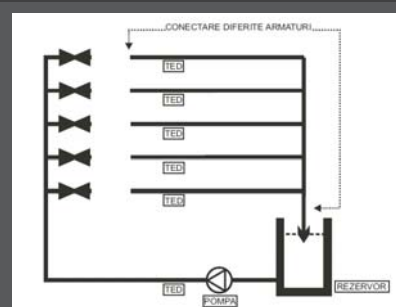 CONECTARE DIFERITE ARMATURI
TED
TED
TED
TED
TED
TED
POMPA
REZERVOR